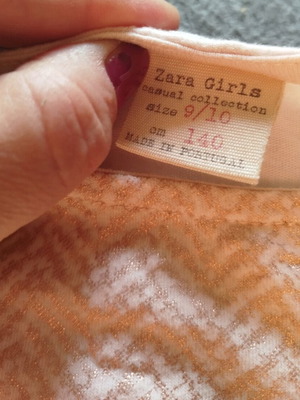 Zara Girls
casual collection
size 9/10
cm 140
MADE IN PORTUGAL